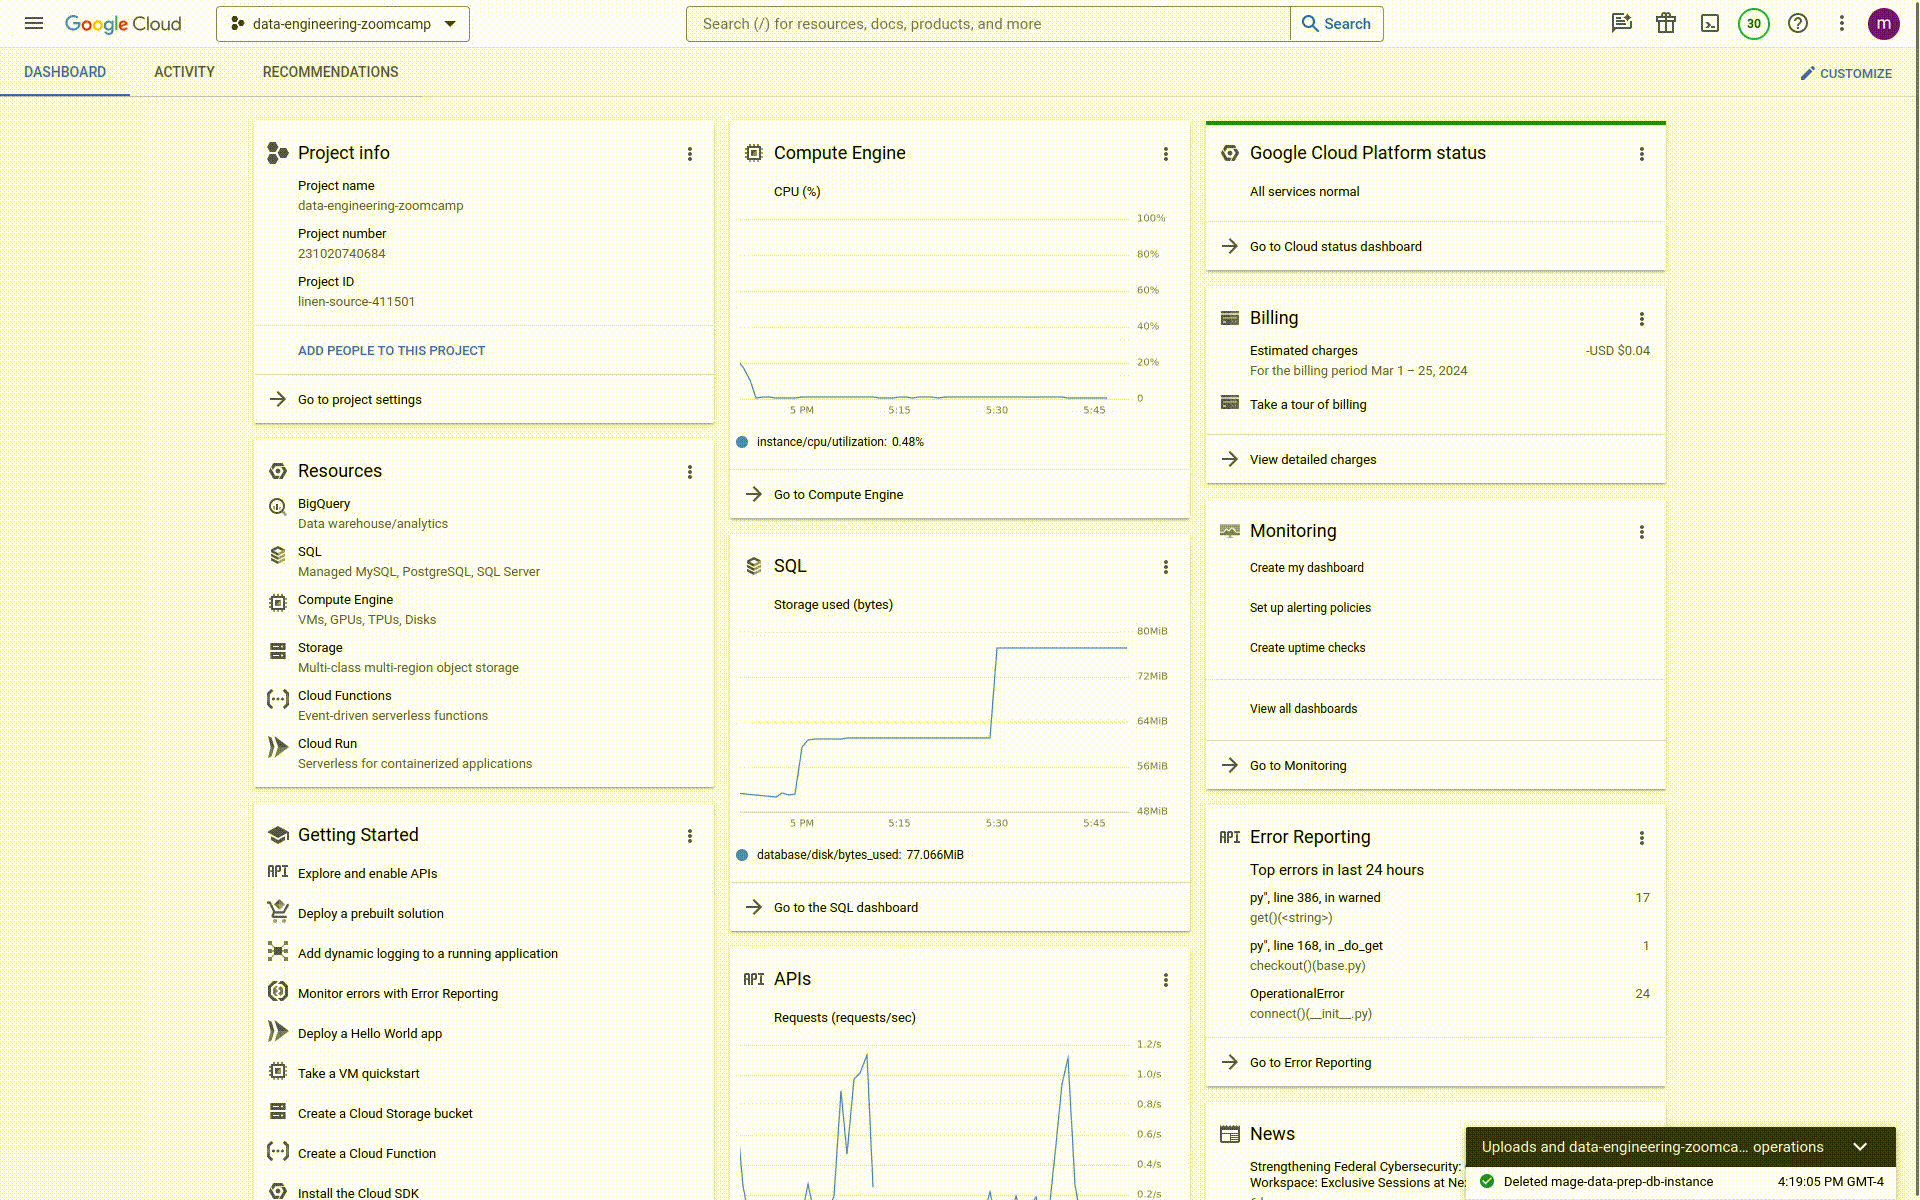 Google Cloud
data-engineering-zoomcamp
Search (/) for resources, docs, products, and more
Search
30
m
DASHBOARD
ACTIVITY
RECOMMENDATIONS
CUSTOMIZE
Project info
Project name
data-engineering-zoomcamp
Project number
231020740684
Project ID
linen-source-411501
ADD PEOPLE TO THIS PROJECT
Go to project settings
Resources
BigQuery
Data warehouse/analytics
SQL
Managed MySQL, PostgreSQL, SQL Server
Compute Engine
VMs, GPUs, TPUs, Disks
Storage
Multi-class multi-region object storage
Cloud Functions
Event-driven serverless functions
Cloud Run
Serverless for containerized applications
Getting Started
API Explore and enable APIs
Deploy a prebuilt solution
Add dynamic logging to a running application
Monitor errors with Error Reporting
Deploy a Hello World app
Take a VM quickstart
Create a Cloud Storage bucket
Create a Cloud Function
Install the Cloud SDK
Compute Engine
CPU (%)
100%
80%
60%
40%
20%
0
5 PM 5:15 5:30 5:45
instance/cpu/utilization: 0.48%
Go to Compute Engine
SQL
Storage used (bytes)
80MiB
72MiB
64MiB
56MiB
48MiB
5 PM 5:15 5:30 5:45
database/disk/bytes_used: 77.066MiB
Go to the SQL dashboard
API APIs
Requests (requests/sec)
1.2/s
1.0/s
0.8/s
0.6/s
0.4/s
0.2/s
Google Cloud Platform status
All services normal
Go to Cloud status dashboard
Billing
Estimated charges -USD $0.04
For the billing period Mar 1 – 25, 2024
Take a tour of billing
View detailed charges
Monitoring
Create my dashboard
Set up alerting policies
Create uptime checks
View all dashboards
Go to Monitoring
API Error Reporting
Top errors in last 24 hours
py", line 386, in warned 17
get()(<string>)
py", line 168, in _do_get 1
checkout()(base.py)
OperationalError 24
connect()(__init__.py)
Go to Error Reporting
News
Strengthening Federal Cybersecurity:
Workspace: Exclusive Sessions at Ne
Uploads and data-engineering-zoomca... operations
Deleted mage-data-prep-db-instance 4:19:05 PM GMT-4